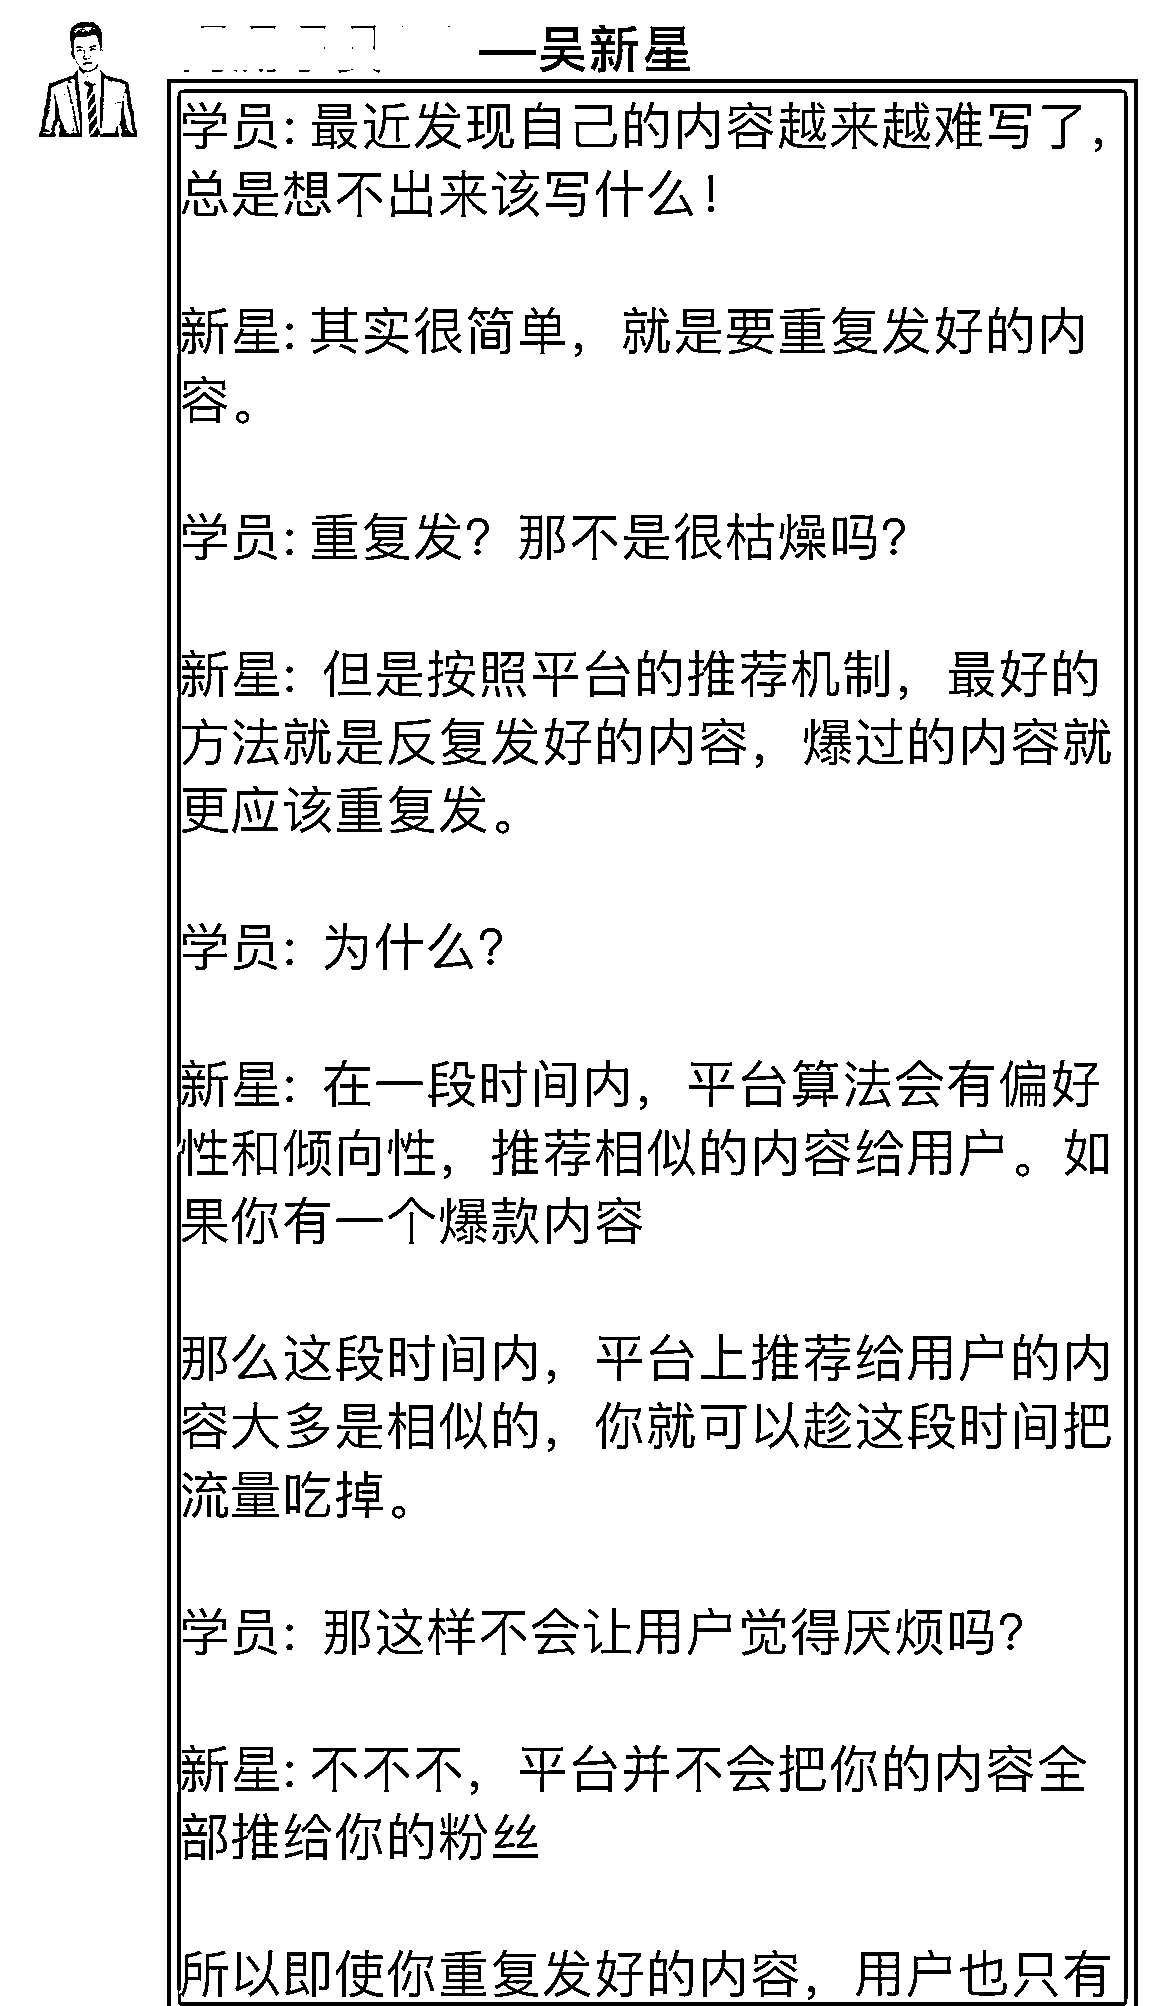 —吴新星
学员:最近发现自己的内容越来越难写了,
总是想不出来该写什么!
新星:其实很简单，就是要重复发好的内
容。
学员:重复发？那不是很枯燥吗？
新星：但是按照平台的推荐机制，最好的
方法就是反复发好的内容，爆过的内容就
更应该重复发。
学员：为什么？
新星：在一段时间内，平台算法会有偏好
性和倾向性，推荐相似的内容给用户。如
果你有一个爆款内容
那么这段时间内，平台上推荐给用户的内
容大多是相似的，你就可以趁这段时间把
流量吃掉。
学员：那这样不会让用户觉得厌烦吗？
新星:不不不，平台并不会把你的内容全
部推给你的粉丝
所以即使你重复发好的内容，用户也只有